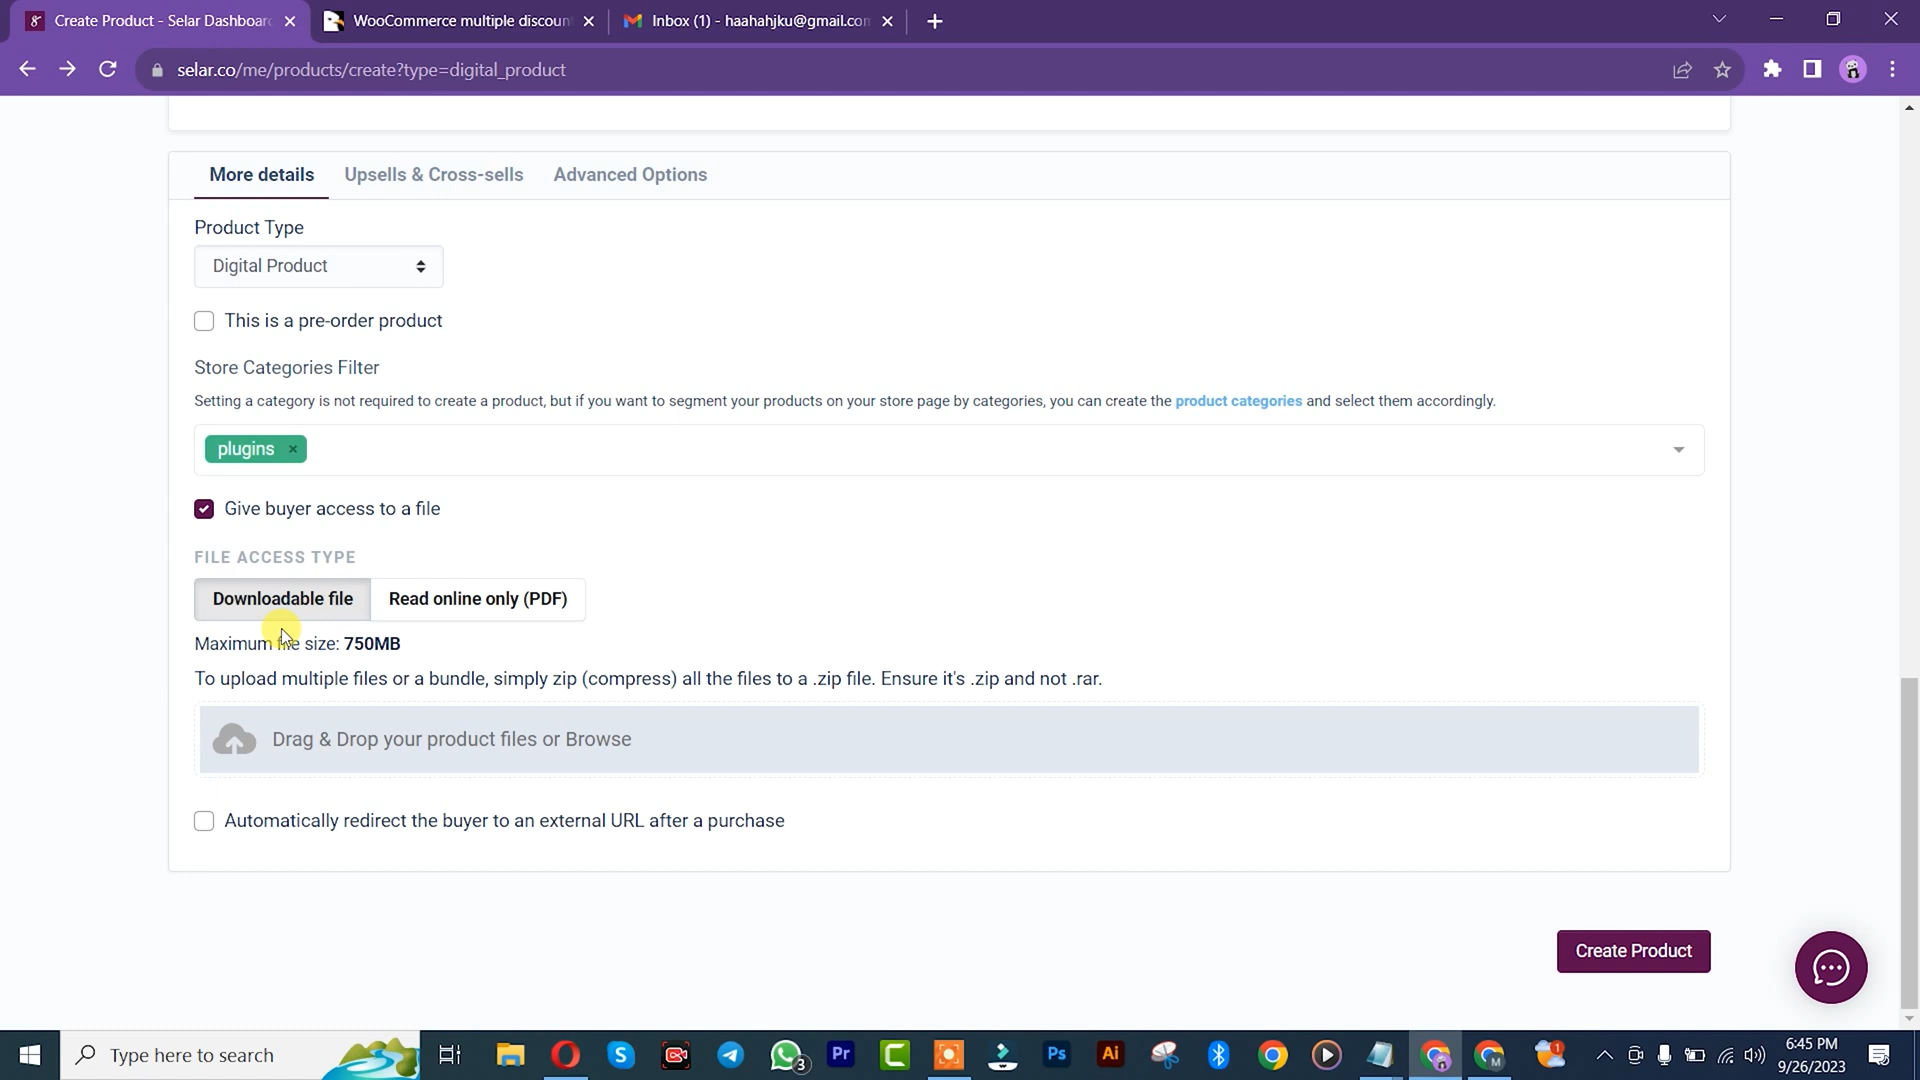 Create Product - Selar Dashboar
WooCommerce multiple discoun
Inbox (1) - haahahjku@gmail.co
selar.co/me/products/create?type=digital_product
More details
Upsells & Cross-sells
Advanced Options
Product Type
Digital Product
This is a pre-order product
Store Categories Filter
Setting a category is not required to create a product, but if you want to segment your products on your store page by categories, you can create the product categories and select them accordingly.
plugins ×
Give buyer access to a file
FILE ACCESS TYPE
Downloadable file
Read online only (PDF)
Maximum file size: 750MB
To upload multiple files or a bundle, simply zip (compress) all the files to a .zip file. Ensure it's .zip and not .rar.
Drag & Drop your product files or Browse
Automatically redirect the buyer to an external URL after a purchase
Create Product
Type here to search
S
3
Pr
C
Ps
Ai
M
1
6:45 PM
9/26/2023